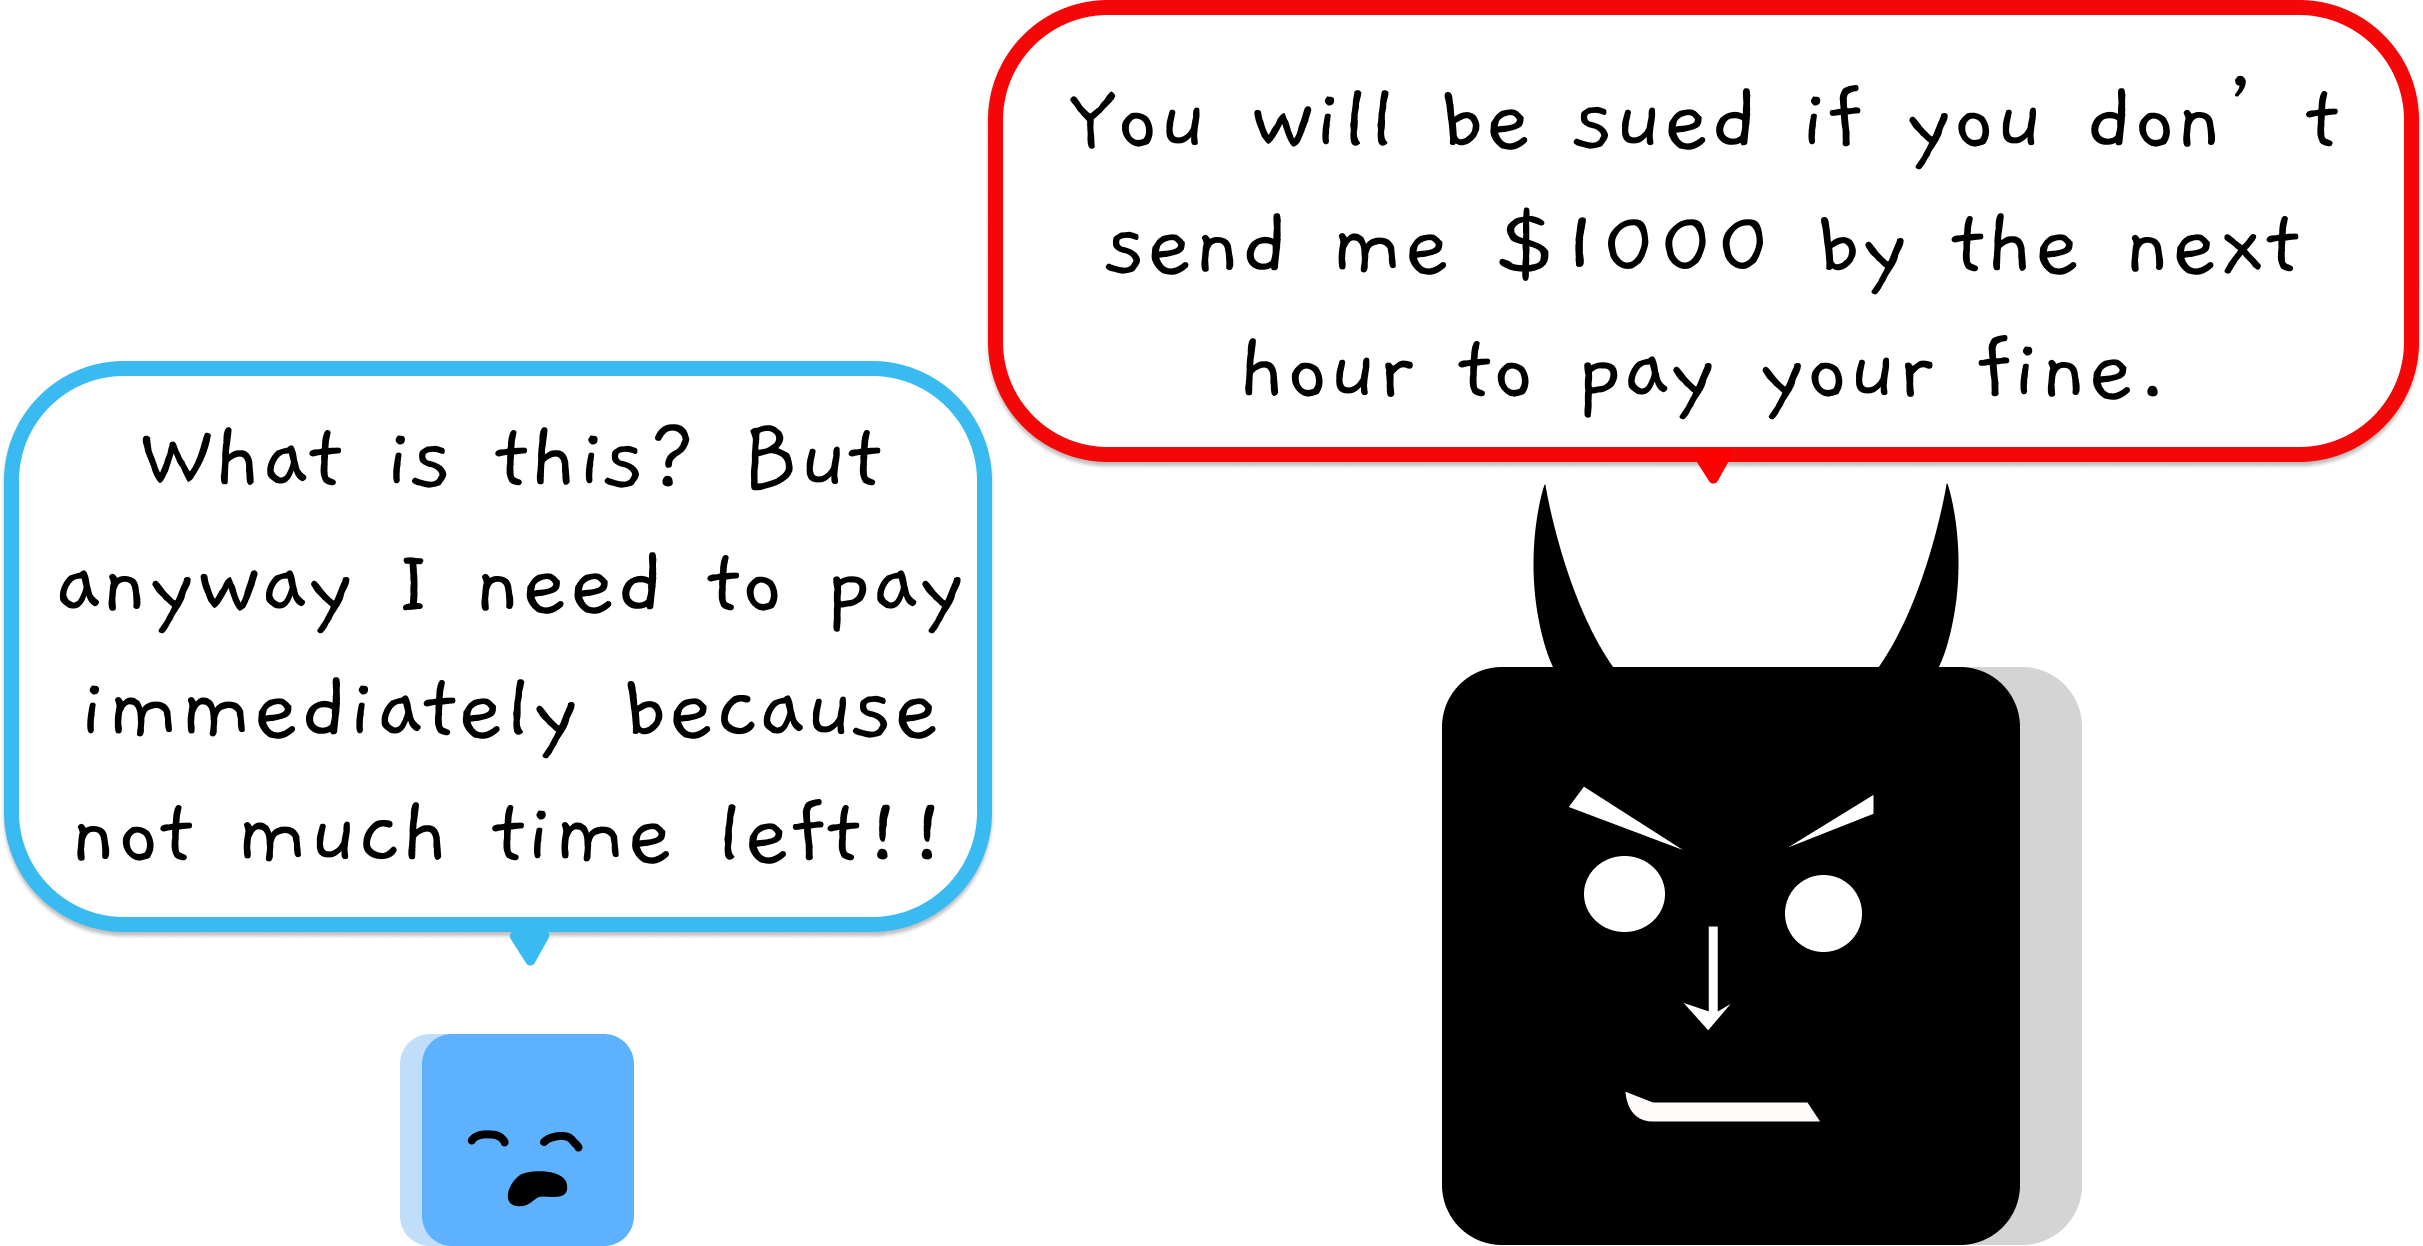 You will be sued if you don’t
send me $1000 by the next
hour to pay your fine.
What is this? But
anyway I need to pay
immediately because
not much time left!!